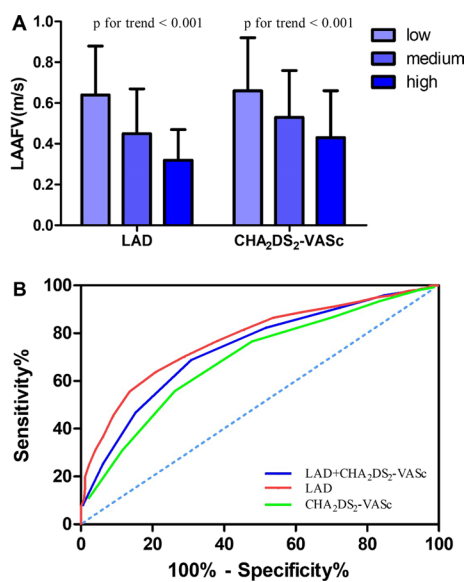 A
p for trend < 0.001
p for trend < 0.001
low
medium
high
LAAFV(m/s)
1.0
0.8
0.6
0.4
0.2
0.0
LAD
CHA₂DS₂-VASc
B
Sensitivity%
100
80
60
40
20
0
LAD+CHA₂DS₂-VASc
LAD
CHA₂DS₂-VASc
0
20
40
60
80
100
100% - Specificity%